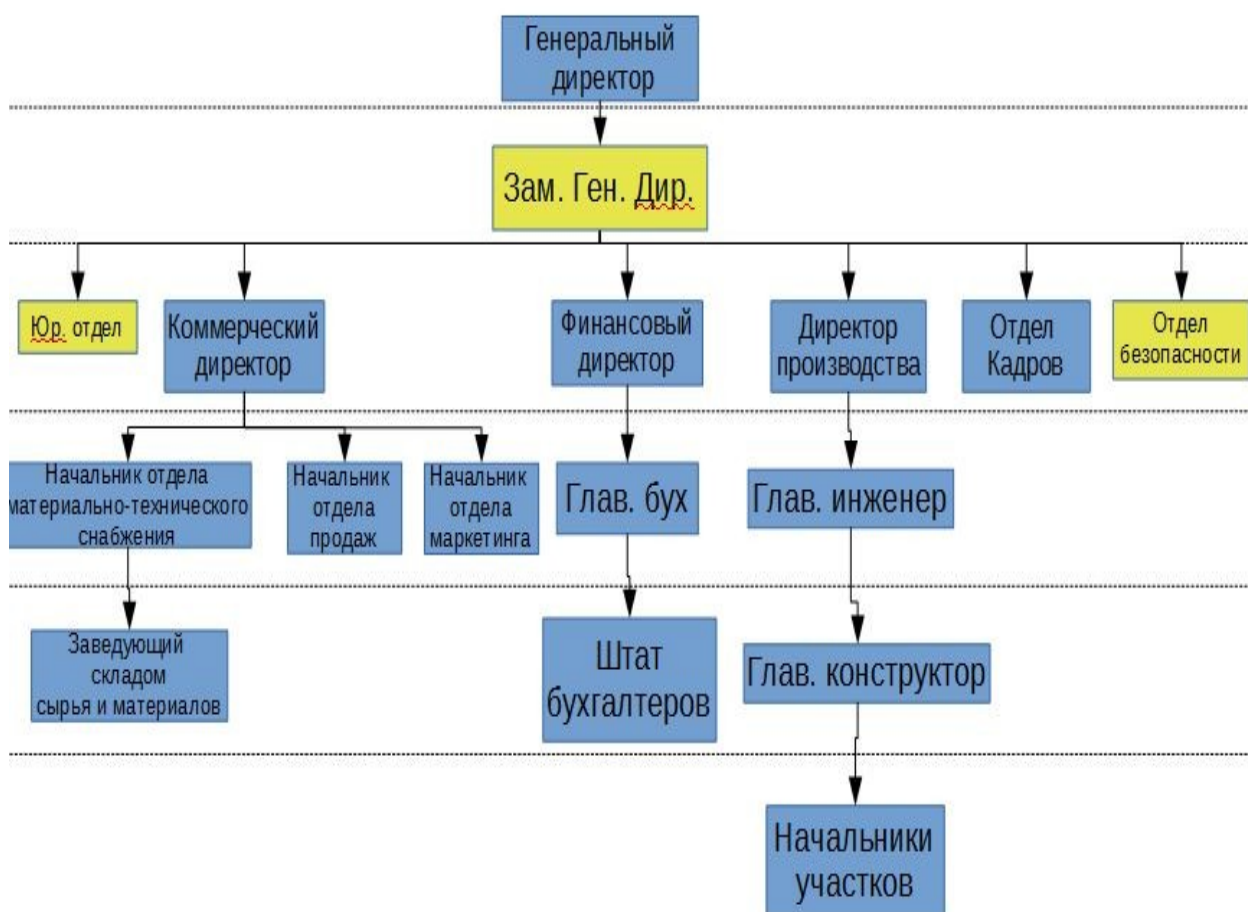 Генеральный
директор
Зам. Ген. Дир.
Юр. отдел
Коммерческий
директор
Финансовый
директор
Директор
производства
Отдел
Кадров
Отдел
безопасности
Начальник отдела
материально-технического
снабжения
Начальник
отдела
продаж
Начальник
отдела
маркетинга
Глав. бух
Глав. инженер
Заведующий
складом
сырья и материалов
Штат
бухгалтеров
Глав. конструктор
Начальники
участков